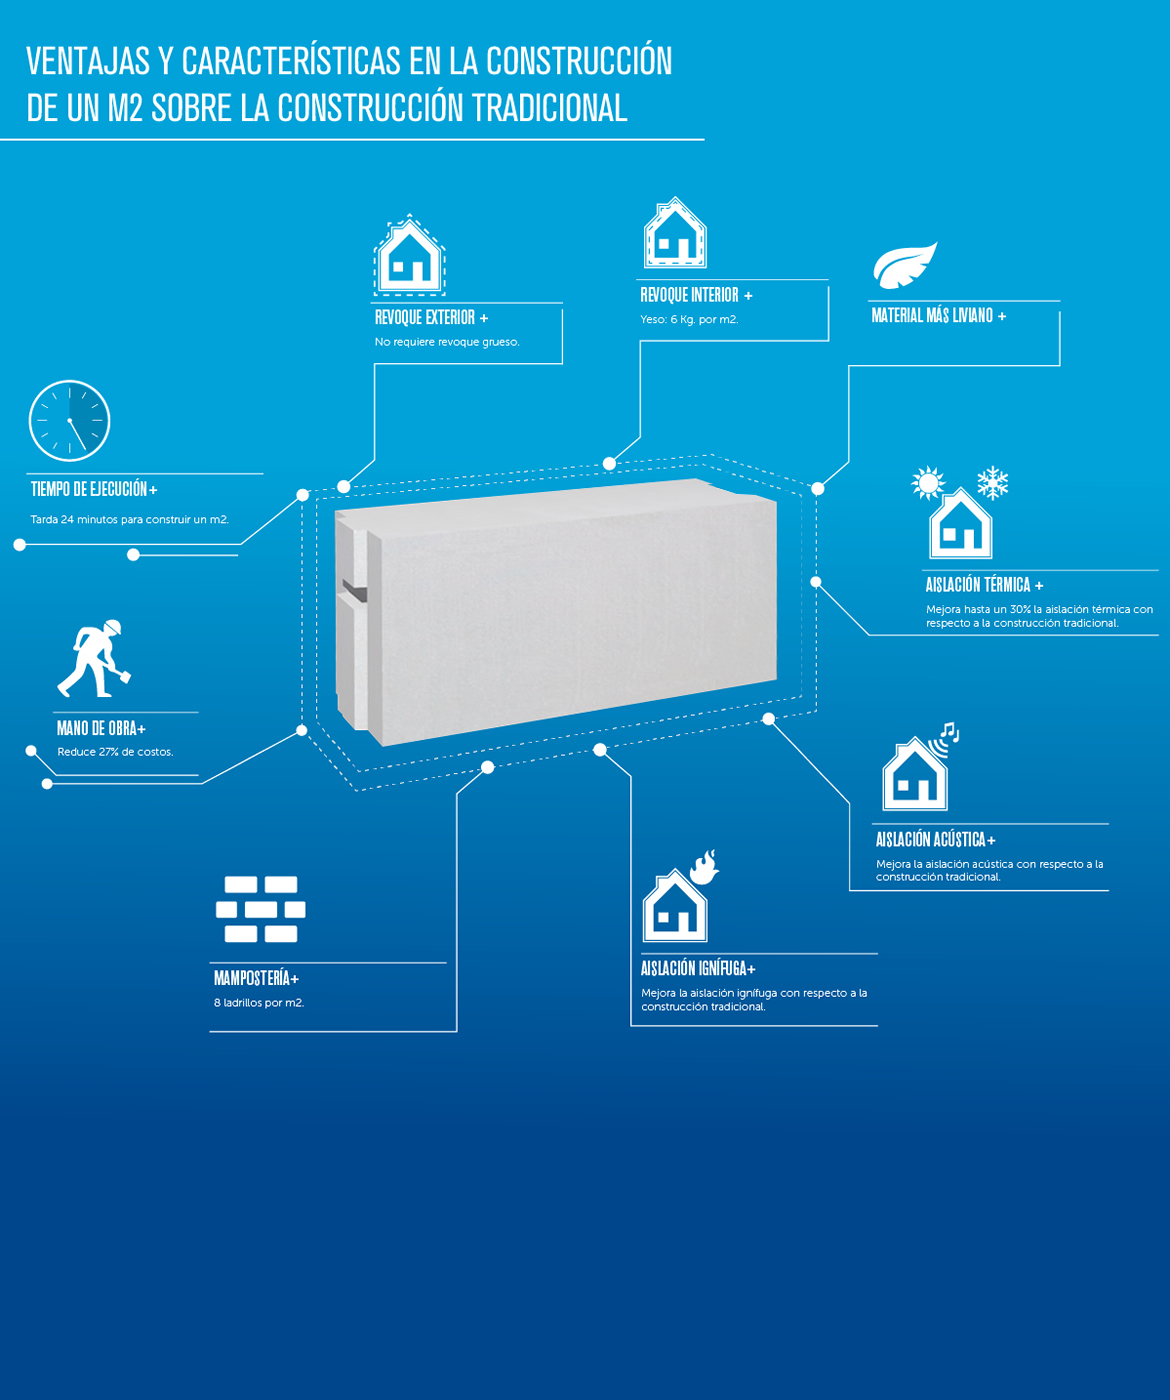 VENTAJAS Y CARACTERÍSTICAS EN LA CONSTRUCCIÓN
DE UN M2 SOBRE LA CONSTRUCCIÓN TRADICIONAL
REVOQUE EXTERIOR +
No requiere revoque grueso.
REVOQUE INTERIOR +
Yeso: 6 Kg. por m2.
MATERIAL MÁS LIVIANO +
TIEMPO DE EJECUCIÓN+
Tarda 24 minutos para construir un m2.
AISLACIÓN TÉRMICA +
Mejora hasta un 30% la aislación térmica con
respecto a la construcción tradicional.
MANO DE OBRA+
Reduce 27% de costos.
AISLACIÓN ACÚSTICA+
Mejora la aislación acústica con respecto a la
construcción tradicional.
MAMPOSTERÍA+
8 ladrillos por m2.
AISLACIÓN IGNÍFUGA+
Mejora la aislación ignífuga con respecto a la
construcción tradicional.